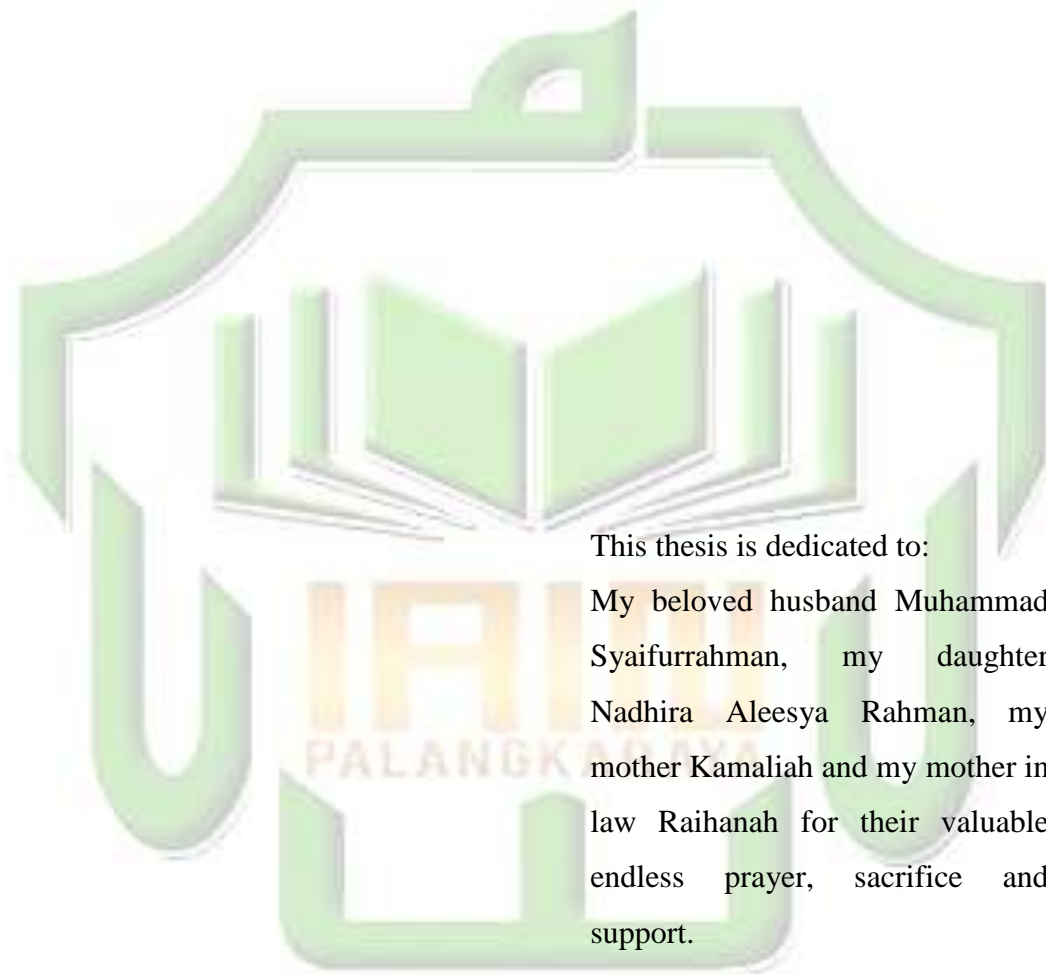 This thesis is dedicated to:
My beloved husband Muhammad
Syaifurrahman, my daughter
Nadhira Aleesya Rahman, my
mother Kamaliah and my mother in
law Raihanah for their valuable
endless prayer, sacrifice and
support.
IAIN
PALANGKARAYA